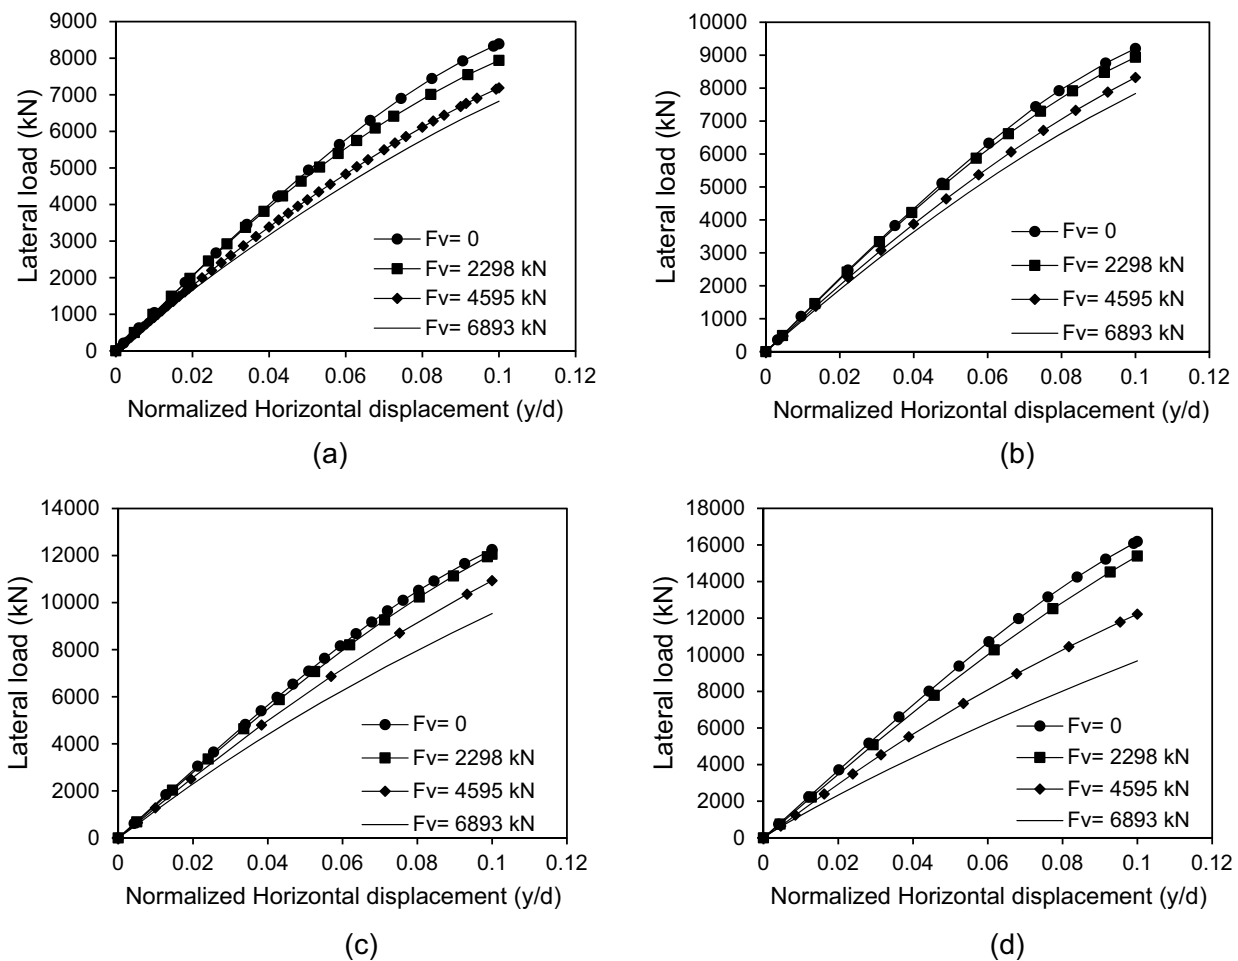 9000
8000
7000
6000
5000
4000
3000
2000
1000
0
Lateral load (kN)
Fv= 0
Fv= 2298 kN
Fv= 4595 kN
Fv= 6893 kN
0 0.02 0.04 0.06 0.08 0.1 0.12
Normalized Horizontal displacement (y/d)
(a)
10000
9000
8000
7000
6000
5000
4000
3000
2000
1000
0
Lateral load (kN)
Fv= 0
Fv= 2298 kN
Fv= 4595 kN
Fv= 6893 kN
0 0.02 0.04 0.06 0.08 0.1 0.12
Normalized Horizontal displacement (y/d)
(b)
14000
12000
10000
8000
6000
4000
2000
0
Lateral load (kN)
Fv= 0
Fv= 2298 kN
Fv= 4595 kN
Fv= 6893 kN
0 0.02 0.04 0.06 0.08 0.1 0.12
Normalized Horizontal displacement (y/d)
(c)
18000
16000
14000
12000
10000
8000
6000
4000
2000
0
Lateral load (kN)
Fv= 0
Fv= 2298 kN
Fv= 4595 kN
Fv= 6893 kN
0 0.02 0.04 0.06 0.08 0.1 0.12
Normalized Horizontal displacement (y/d)
(d)